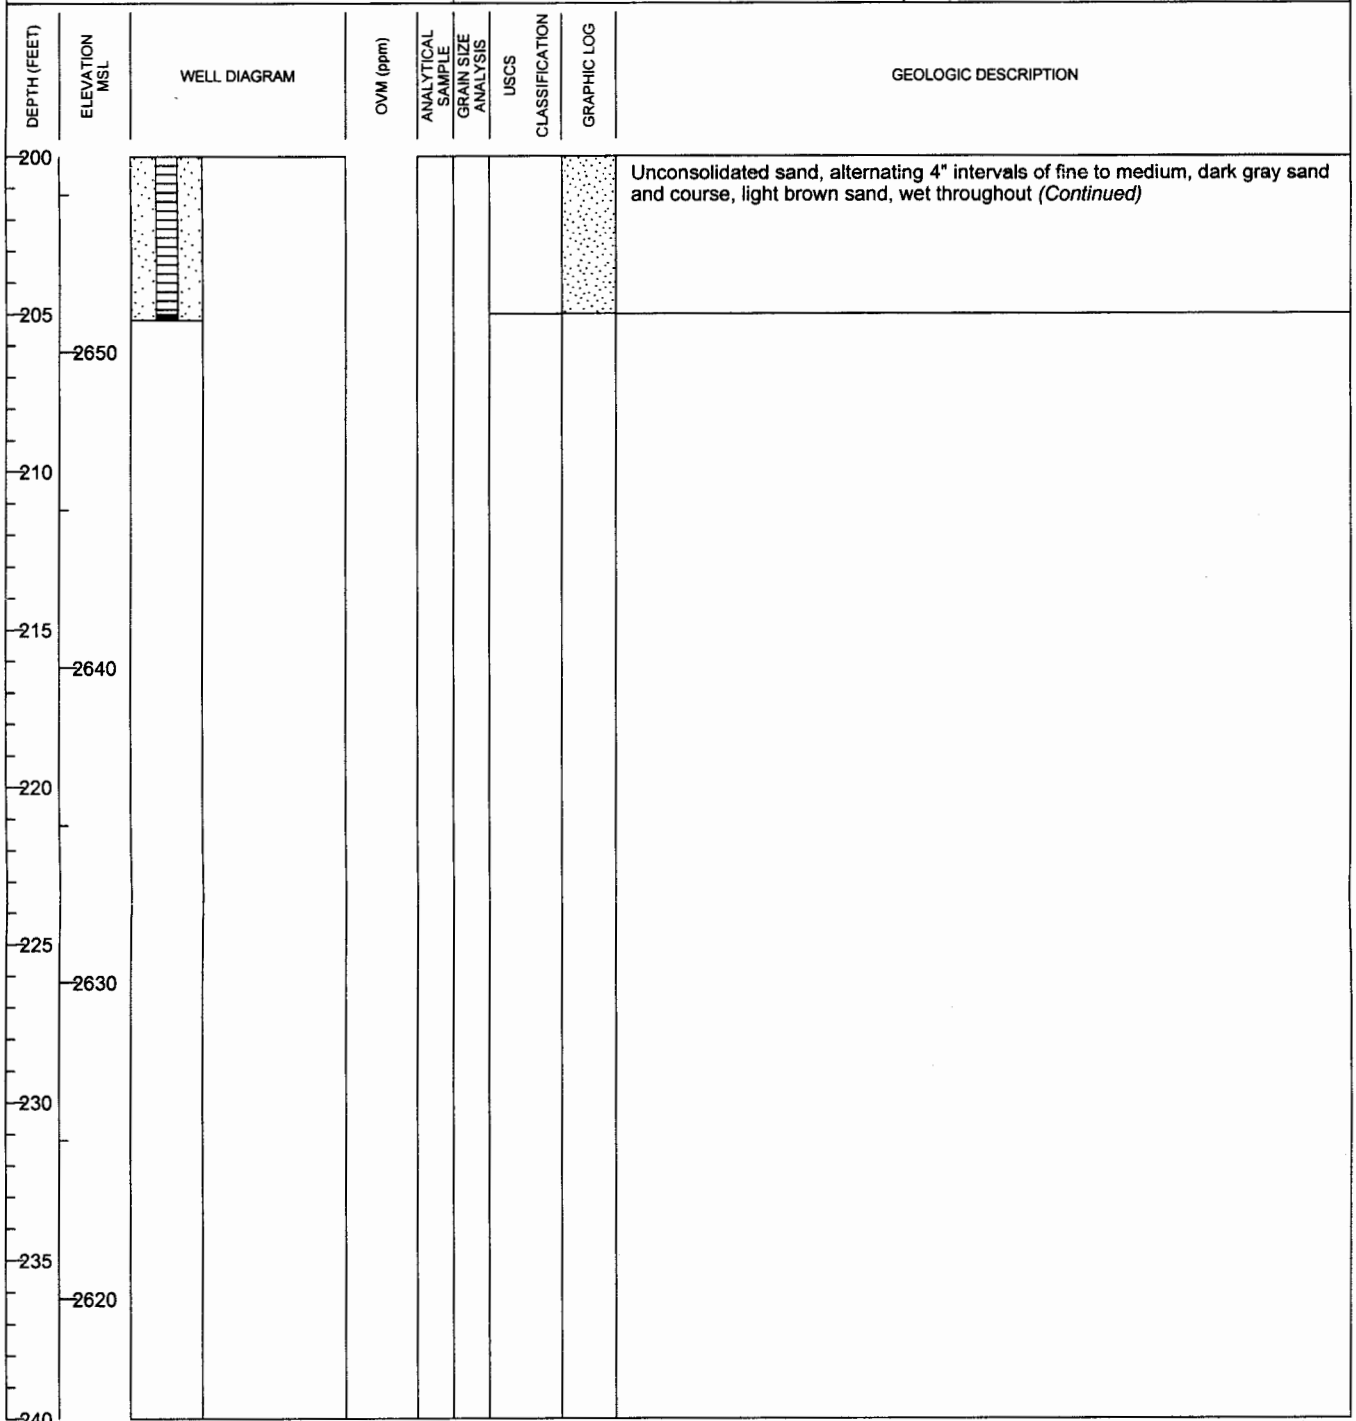 DEPTH (FEET)
ELEVATION
MSL
WELL DIAGRAM
OVM (ppm)
ANALYTICAL
SAMPLE
GRAIN SIZE
ANALYSIS
USCS
CLASSIFICATION
GRAPHIC LOG
GEOLOGIC DESCRIPTION
200
Unconsolidated sand, alternating 4" intervals of fine to medium, dark gray sand
and course, light brown sand, wet throughout (Continued)
205
2650
210
215
2640
220
225
2630
230
235
2620
240